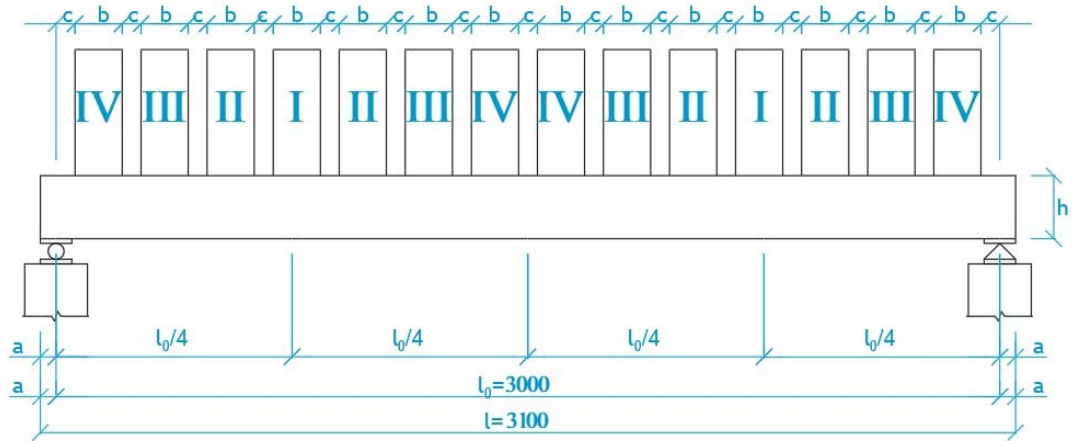 c b c b c b c b c b c b c b c b c b c b c b c b c b c b c
IV III II I II III IV IV III II I II III IV
h
l₀/4 l₀/4 l₀/4 l₀/4
a a
a l₀=3000 a
l=3100